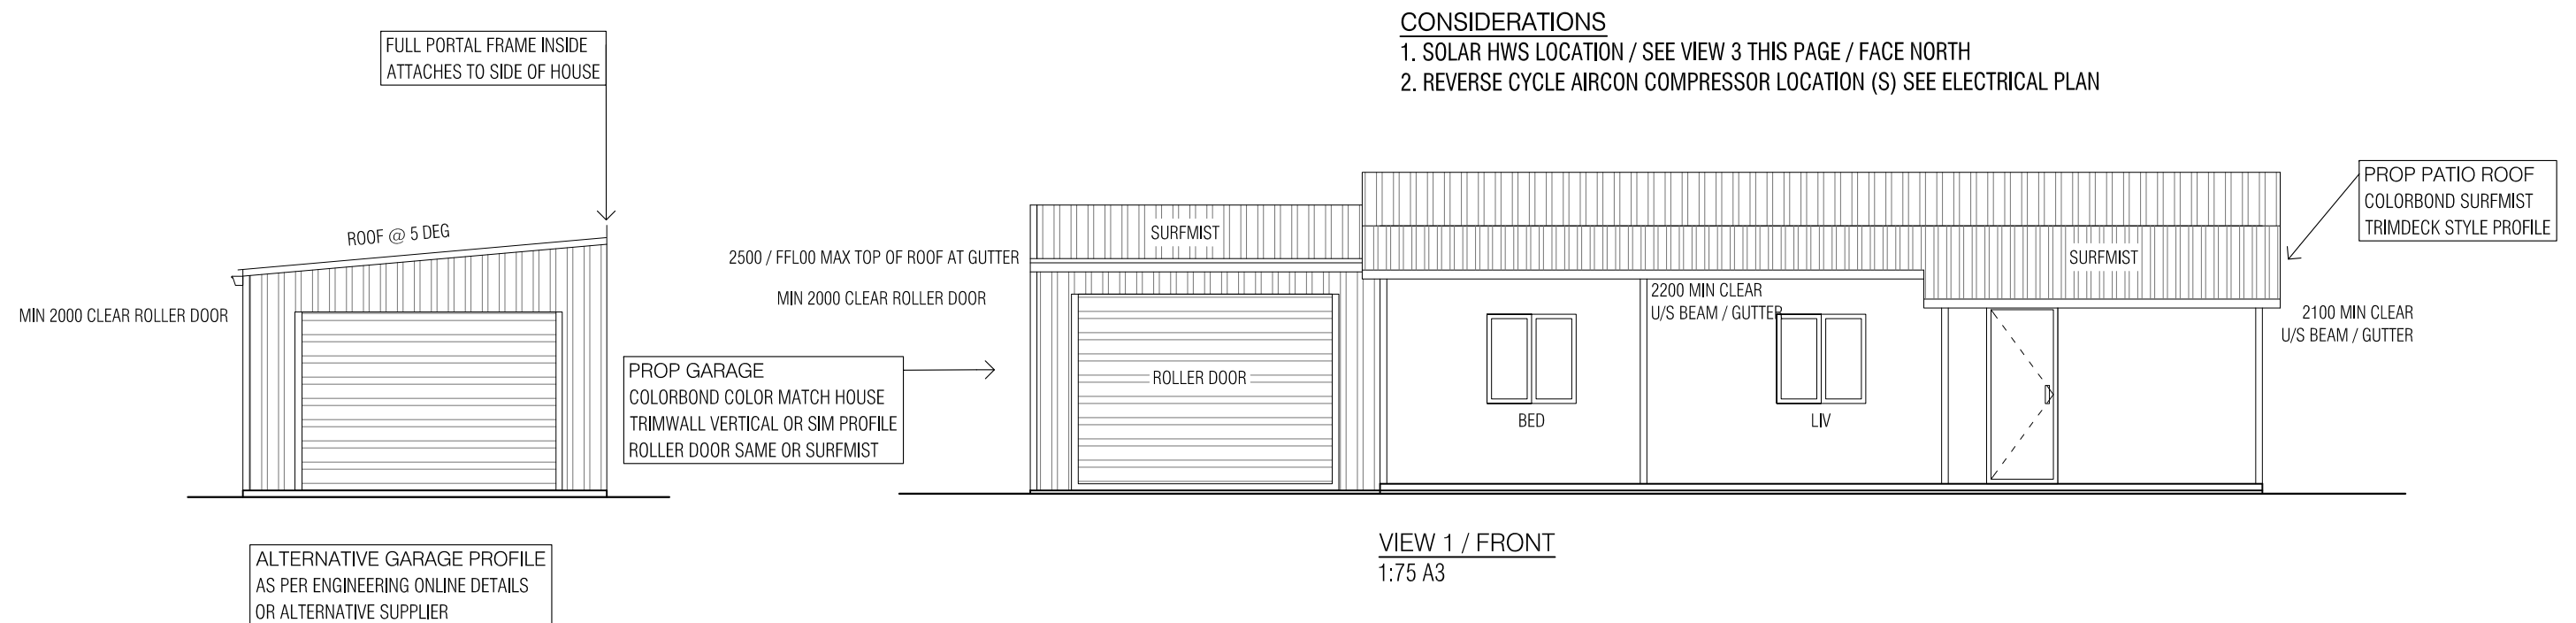 CONSIDERATIONS
1. SOLAR HWS LOCATION / SEE VIEW 3 THIS PAGE / FACE NORTH
2. REVERSE CYCLE AIRCON COMPRESSOR LOCATION (S) SEE ELECTRICAL PLAN
FULL PORTAL FRAME INSIDE
ATTACHES TO SIDE OF HOUSE
ROOF @ 5 DEG
MIN 2000 CLEAR ROLLER DOOR
ALTERNATIVE GARAGE PROFILE
AS PER ENGINEERING ONLINE DETAILS
OR ALTERNATIVE SUPPLIER
2500 / FFL00 MAX TOP OF ROOF AT GUTTER
MIN 2000 CLEAR ROLLER DOOR
PROP GARAGE
COLORBOND COLOR MATCH HOUSE
TRIMWALL VERTICAL OR SIM PROFILE
ROLLER DOOR SAME OR SURFMIST
SURFMIST
ROLLER DOOR
BED
2200 MIN CLEAR
U/S BEAM / GUTTER
LIV
SURFMIST
PROP PATIO ROOF
COLORBOND SURFMIST
TRIMDECK STYLE PROFILE
2100 MIN CLEAR
U/S BEAM / GUTTER
VIEW 1 / FRONT
1:75 A3